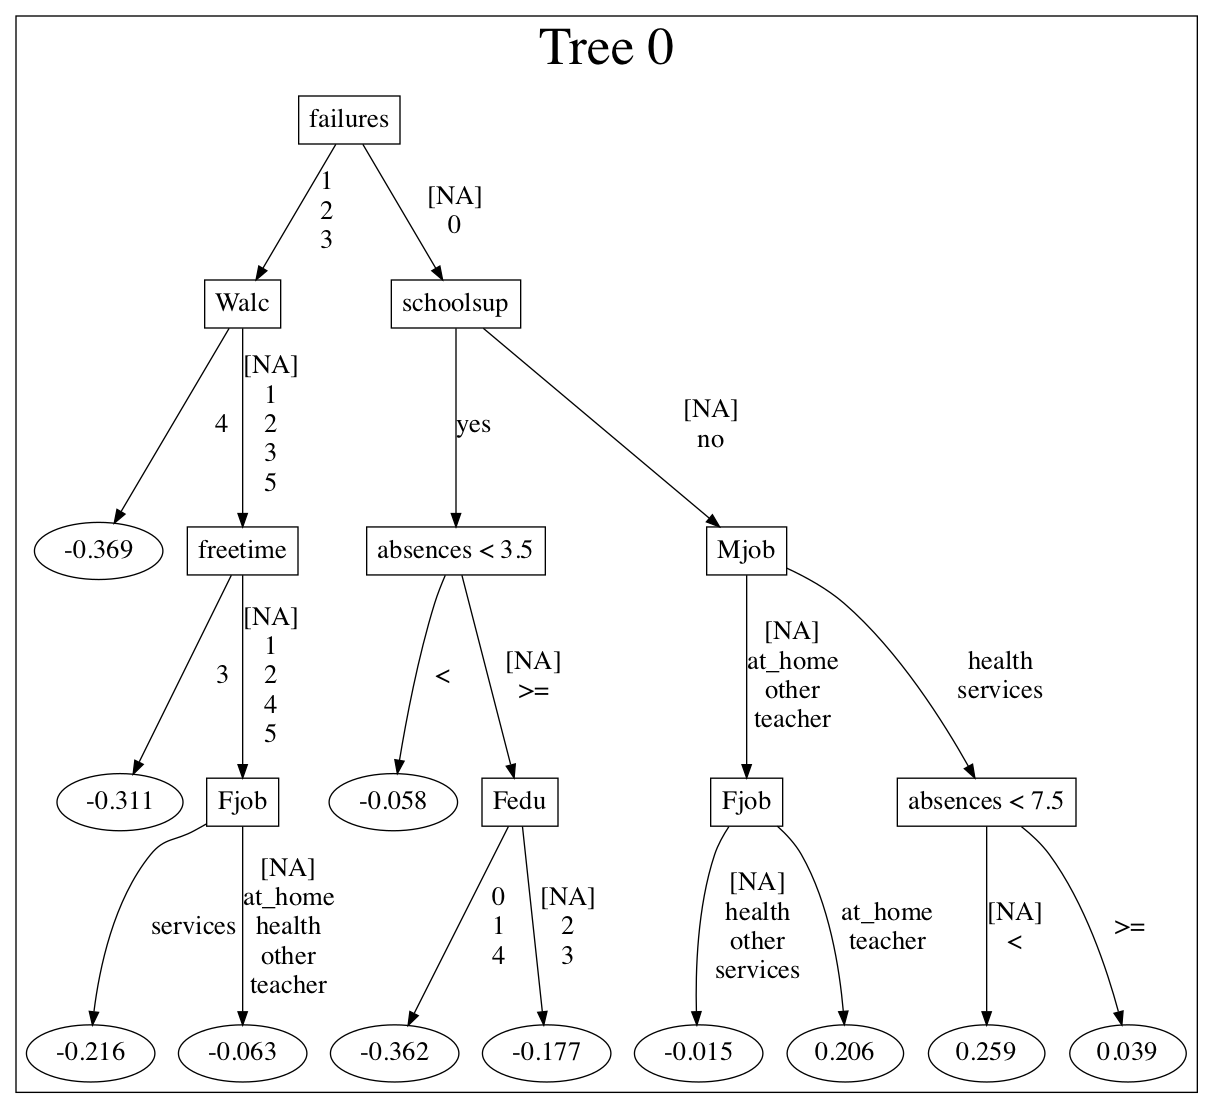 Tree 0
failures
1
2
3
[NA]
0
Walc
schoolsup
4
[NA]
1
2
3
5
yes
[NA]
no
-0.369
freetime
absences < 3.5
Mjob
3
[NA]
1
2
4
5
<
[NA]
>=
[NA]
at_home
other
teacher
health
services
-0.311
Fjob
-0.058
Fedu
Fjob
absences < 7.5
services
[NA]
at_home
health
other
teacher
0
1
4
[NA]
2
3
[NA]
health
other
services
at_home
teacher
[NA]
<
>=
-0.216
-0.063
-0.362
-0.177
-0.015
0.206
0.259
0.039